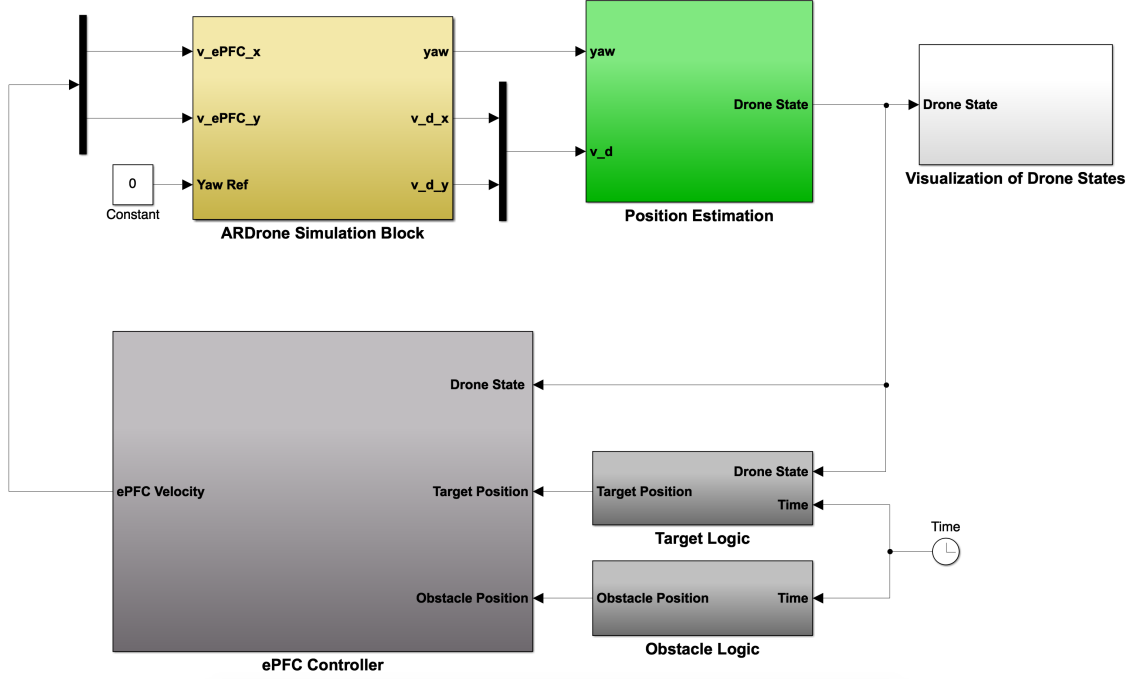 v_ePFC_x
yaw
v_ePFC_y
v_d_x
0
Yaw Ref
v_d_y
Constant
ARDrone Simulation Block
yaw
Drone State
v_d
Position Estimation
Drone State
Visualization of Drone States
Drone State
ePFC Velocity
Target Position
Obstacle Position
ePFC Controller
Drone State
Target Position
Time
Target Logic
Time
Obstacle Position
Time
Obstacle Logic